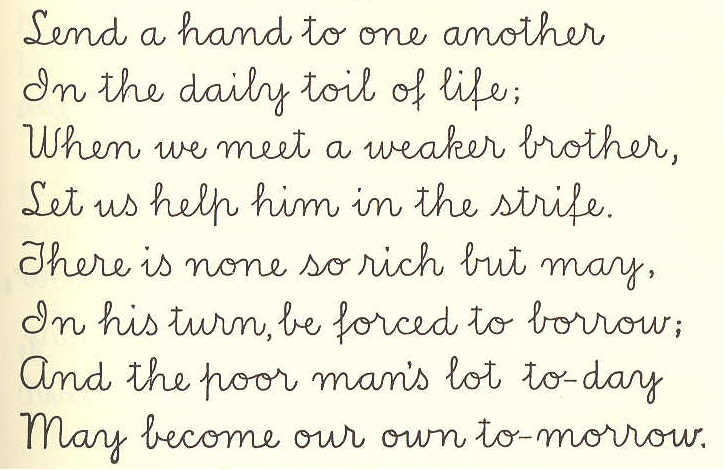 Lend a hand to one another
In the daily toil of life;
When we meet a weaker brother,
Let us help him in the strife.
There is none so rich but may,
In his turn, be forced to borrow;
And the poor man's lot to-day
May become our own to-morrow.